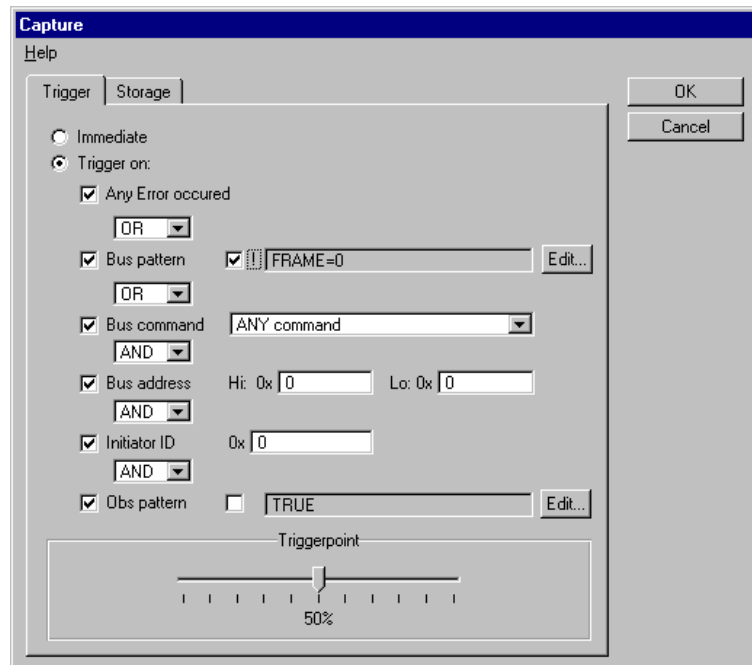 Capture
Help
Trigger Storage
OK
Cancel
Immediate
Trigger on:
Any Error occured
OR
Bus pattern ! FRAME=0 Edit...
OR
Bus command ANY command
AND
Bus address Hi: 0x 0 Lo: 0x 0
AND
Initiator ID 0x 0
AND
Obs pattern TRUE Edit...
Triggerpoint
50%